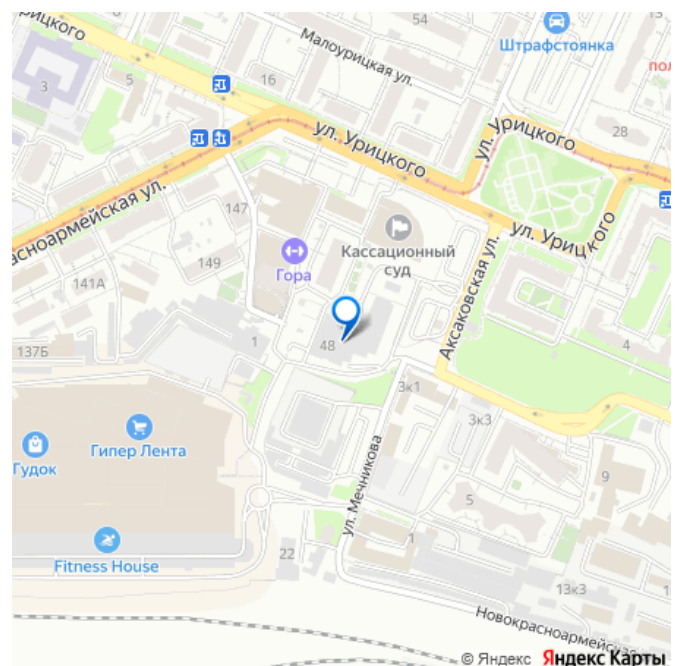 54
13
Штрафстоянка
пол
Малоурицкая ул.
5
3
16
ул. Урицкого
28
ул. Урицкого
ул. Урицкого
147
Кассационный
суд
Гора
149
141А
Аксаковская ул.
48
1
4
137Б
3к1
3к3
Гипер Лента
Гудок
ул. Мечникова
9
5
Fitness House
22
1
13к3
Новокрасноармейская
© Яндекс Яндекс Карты